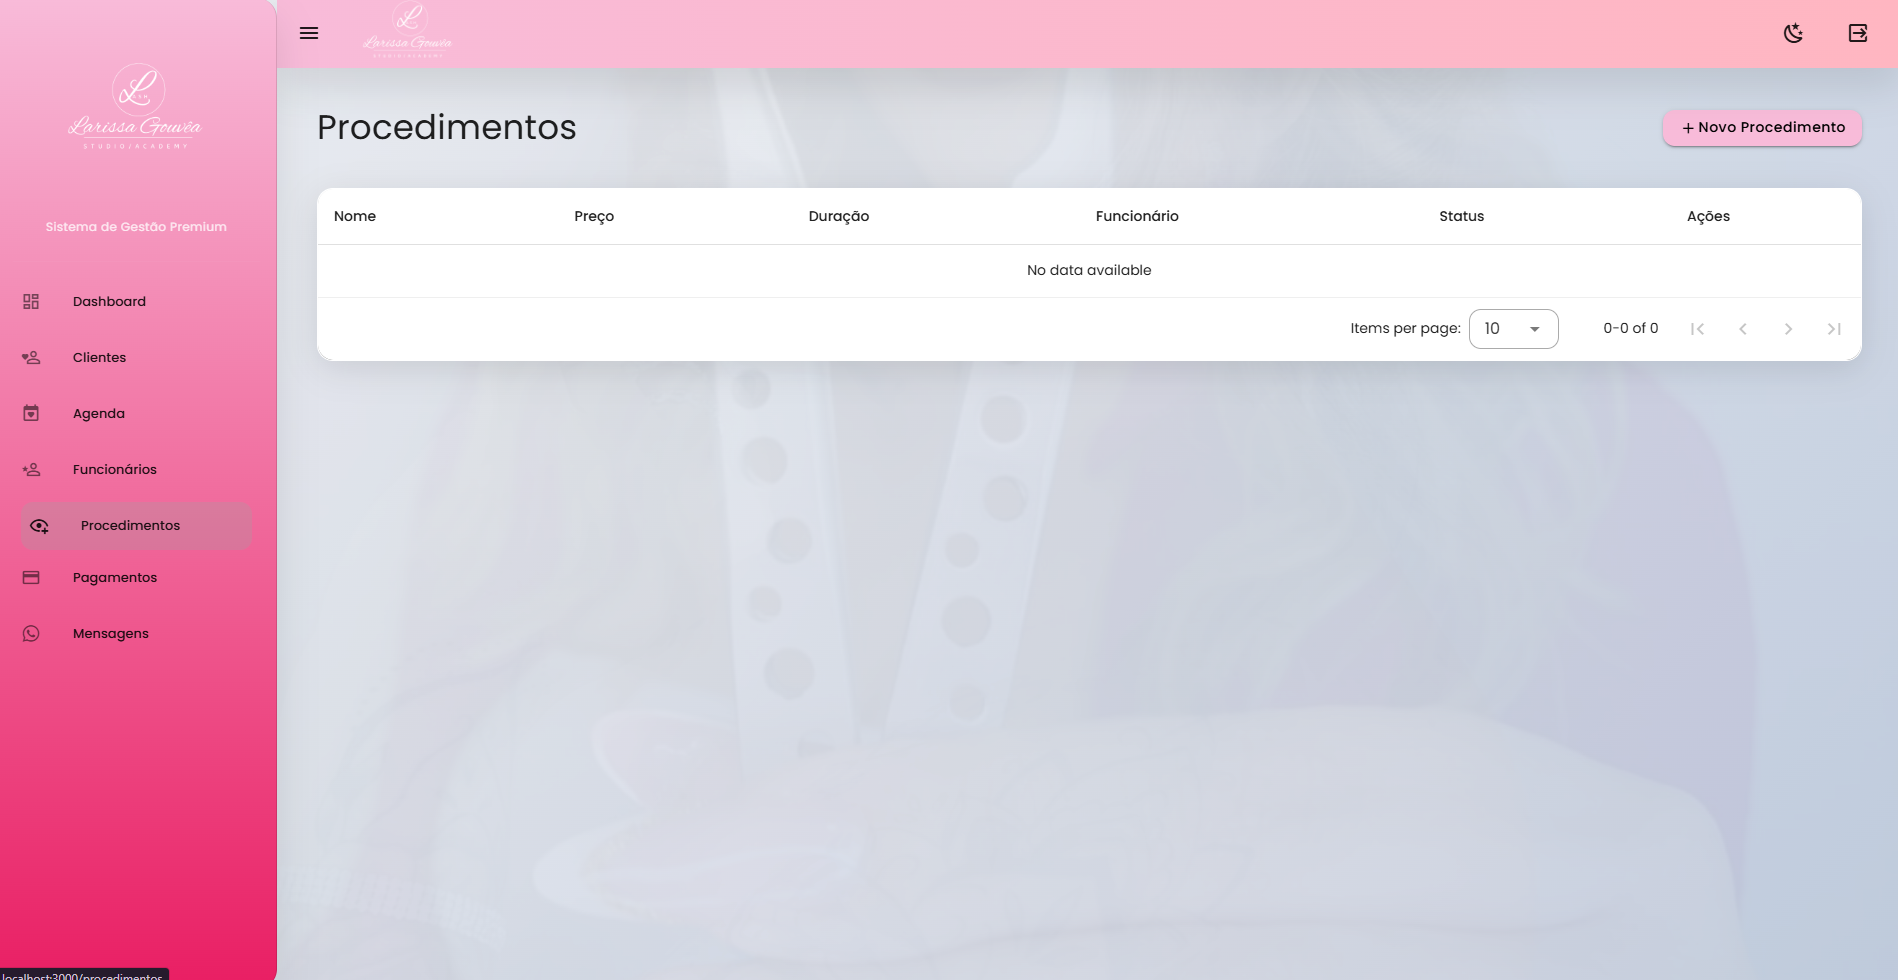 Larissa Gouvêa
STUDIO/ACADEMY
Larissa Gouvêa
STUDIO/ACADEMY
Sistema de Gestão Premium
Dashboard
Clientes
Agenda
Funcionários
Procedimentos
Pagamentos
Mensagens
Procedimentos
+ Novo Procedimento
Nome Preço Duração Funcionário Status Ações
No data available
Items per page: 10 0-0 of 0
localhost:3000/procedimentos